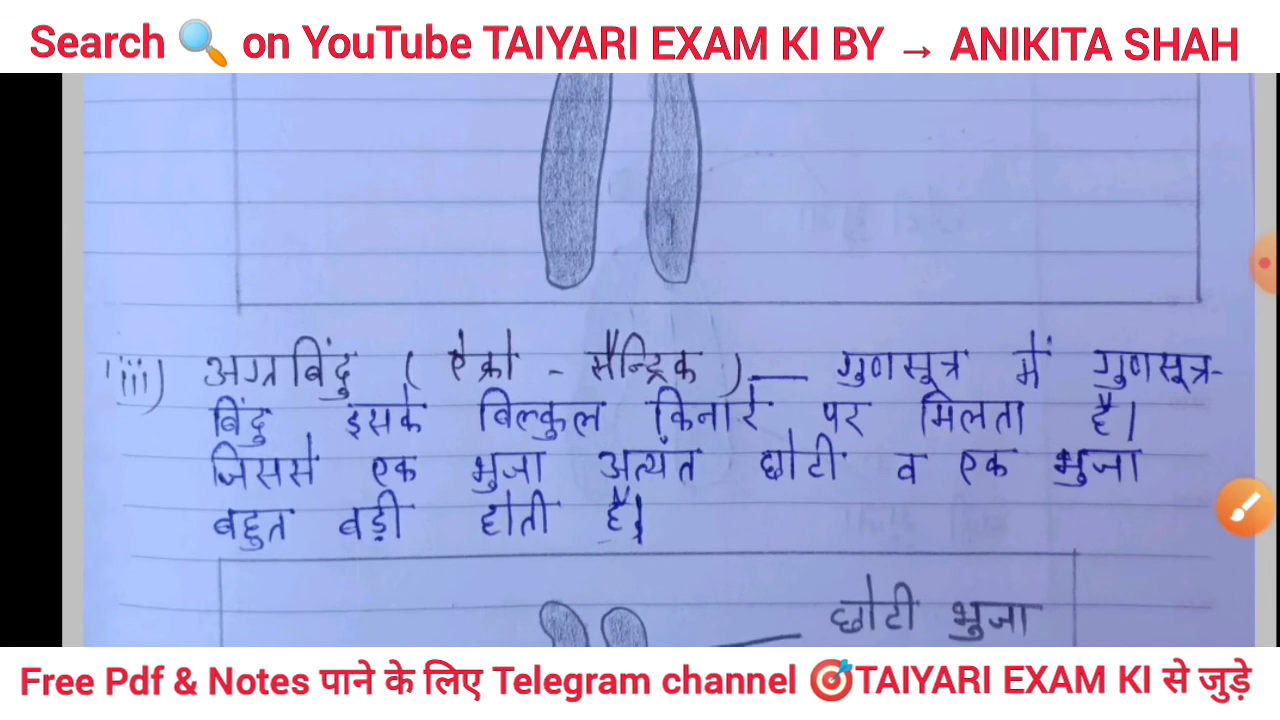 Search 🔍 on YouTube TAIYARI EXAM KI BY → ANIKITA SHAH
iii) अग्रबिंदु ( ऐक्रो - सैन्ट्रिक ) — गुणसूत्र में गुणसूत्र-
बिंदु इसके बिल्कुल किनारे पर मिलता है।
जिससे एक भुजा अत्यंत छोटी व एक भुजा
बहुत बड़ी होती है।
छोटी भुजा
Free Pdf & Notes पाने के लिए Telegram channel 🎯TAIYARI EXAM KI से जुड़े